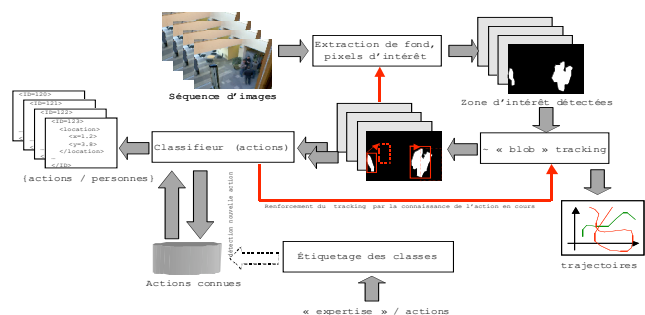 Extraction de fond,
pixels d'intérêt
Séquence d'images
Zone d'intérêt détectées
<ID=120>
<ID=121>
<ID=122>
<ID=123>
<location>
<x=1.2>
<y=3.8>
</location>
</ID>
Classifieur (actions)
~ « blob » tracking
{actions / personnes}
détection nouvelle action
Renforcement du tracking par la connaissance de l'action en cours
trajectoires
Étiquetage des classes
Actions connues
« expertise » / actions